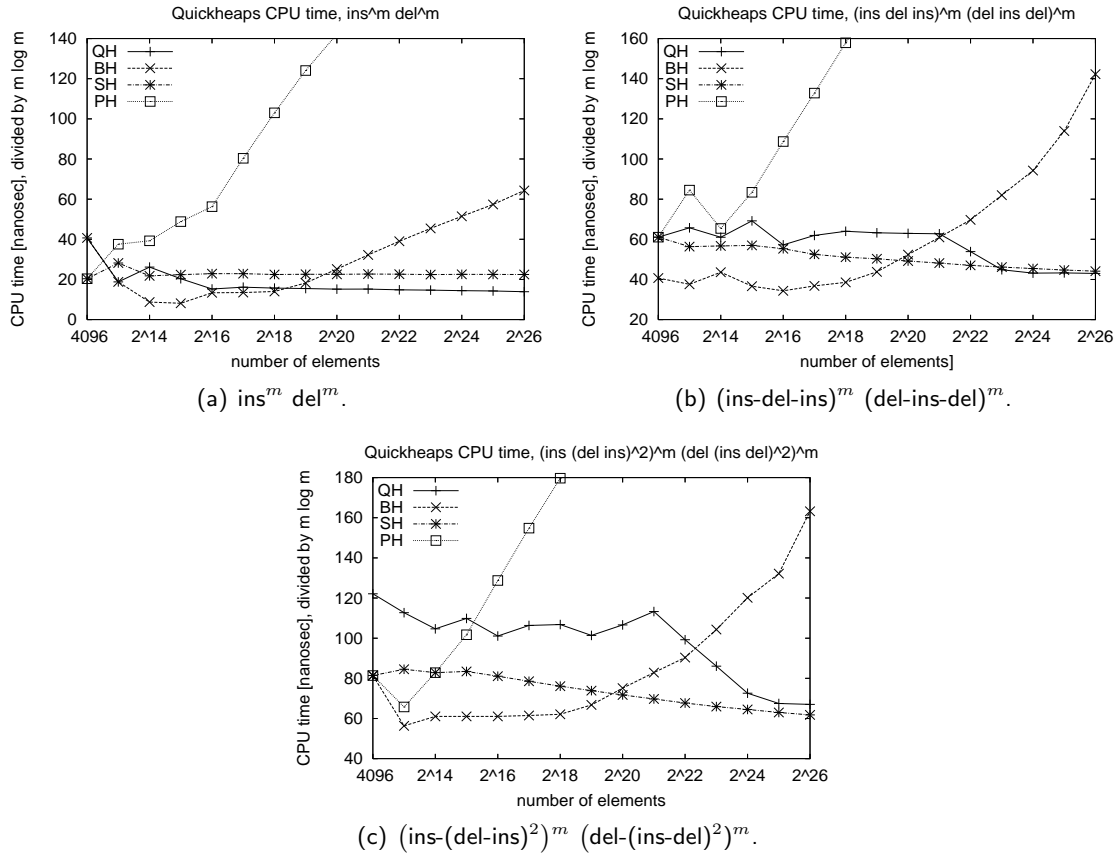 Quickheaps CPU time, ins^m del^m
CPU time [nanosec], divided by m log m
140
120
100
80
60
40
20
0
QH
BH
SH
PH
4096 2^14 2^16 2^18 2^20 2^22 2^24 2^26
number of elements
(a) ins^m del^m.
Quickheaps CPU time, (ins del ins)^m (del ins del)^m
CPU time [nanosec], divided by m log m
160
140
120
100
80
60
40
20
QH
BH
SH
PH
4096 2^14 2^16 2^18 2^20 2^22 2^24 2^26
number of elements]
(b) (ins-del-ins)^m (del-ins-del)^m.
Quickheaps CPU time, (ins (del ins)^2)^m (del (ins del)^2)^m
CPU time [nanosec], divided by m log m
180
160
140
120
100
80
60
40
QH
BH
SH
PH
4096 2^14 2^16 2^18 2^20 2^22 2^24 2^26
number of elements
(c) (ins-(del-ins)^2)^m (del-(ins-del)^2)^m.